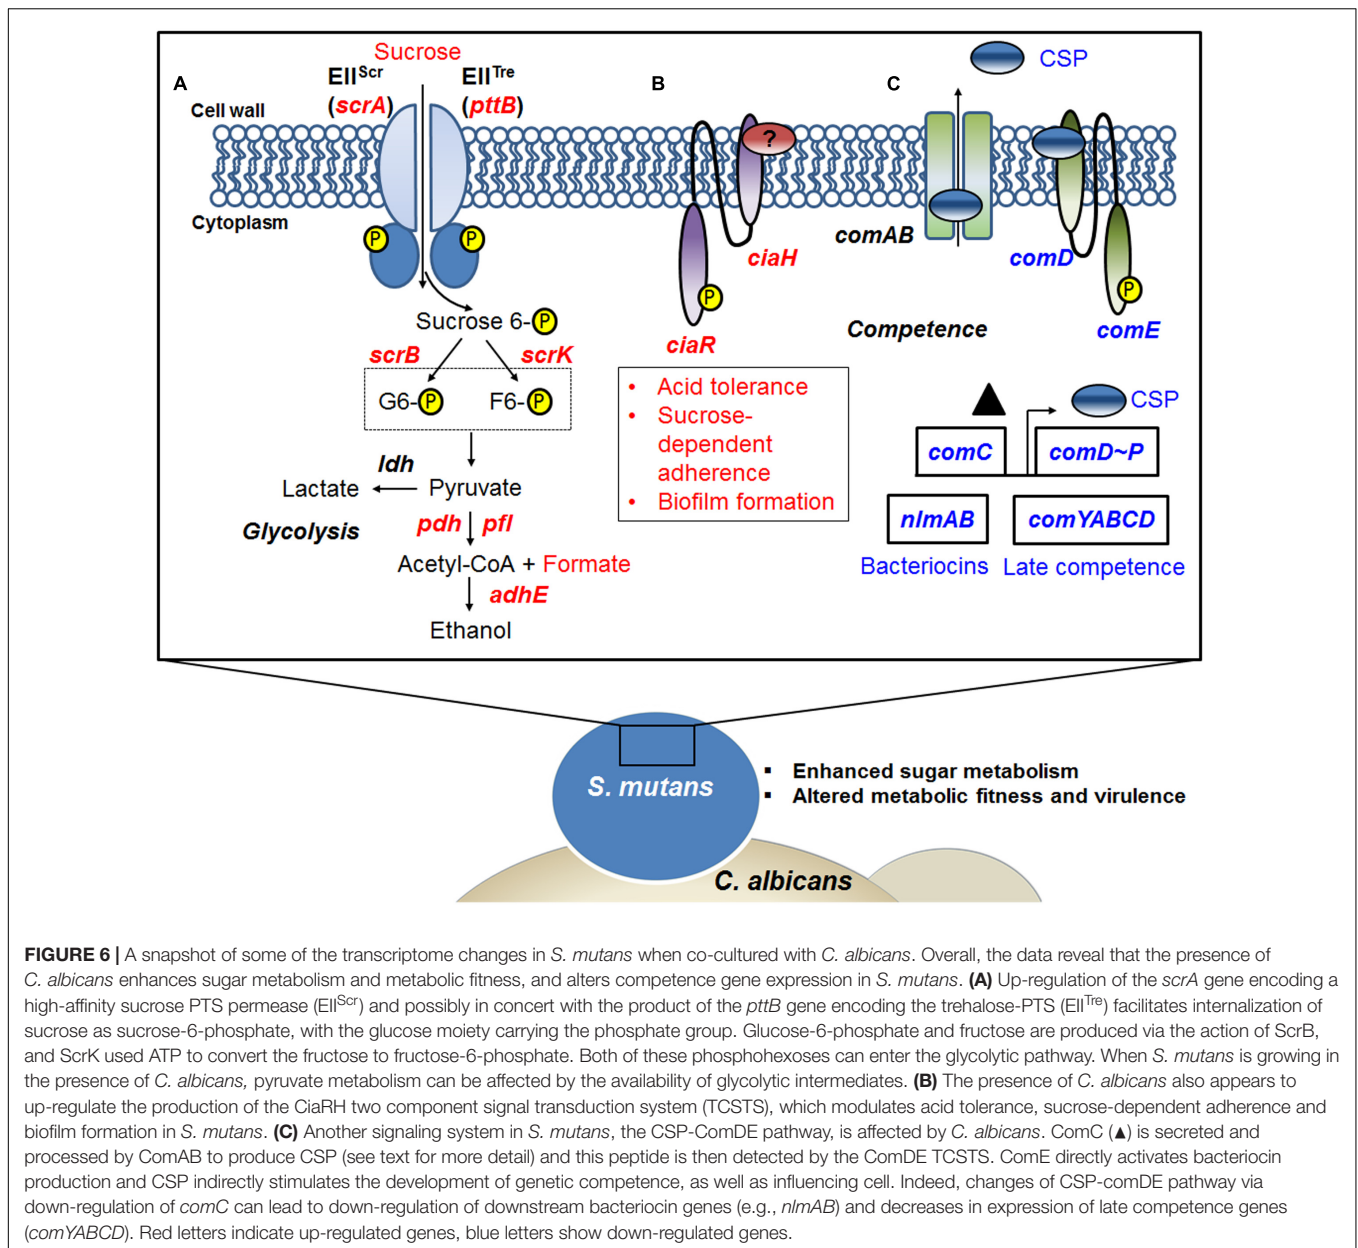 Sucrose
A
EIIScr
(scrA)
EIITre
(pttB)
B
C
CSP
Cell wall
?
Cytoplasm
P
P
comAB
ciaH
comD
P
P
Sucrose 6-P
ciaR
Competence
comE
scrB
scrK
G6-P
F6-P
• Acid tolerance
• Sucrose-
dependent
adherence
• Biofilm formation
CSP
comC
comD~P
ldh
Lactate
Pyruvate
Glycolysis
pdh
pfl
nlmAB
comYABCD
Acetyl-CoA + Formate
Bacteriocins
Late competence
adhE
Ethanol
S. mutans
▪ Enhanced sugar metabolism
▪ Altered metabolic fitness and virulence
C. albicans
FIGURE 6 | A snapshot of some of the transcriptome changes in S. mutans when co-cultured with C. albicans. Overall, the data reveal that the presence of
C. albicans enhances sugar metabolism and metabolic fitness, and alters competence gene expression in S. mutans. (A) Up-regulation of the scrA gene encoding a
high-affinity sucrose PTS permease (EIIScr) and possibly in concert with the product of the pttB gene encoding the trehalose-PTS (EIITre) facilitates internalization of
sucrose as sucrose-6-phosphate, with the glucose moiety carrying the phosphate group. Glucose-6-phosphate and fructose are produced via the action of ScrB,
and ScrK used ATP to convert the fructose to fructose-6-phosphate. Both of these phosphohexoses can enter the glycolytic pathway. When S. mutans is growing in
the presence of C. albicans, pyruvate metabolism can be affected by the availability of glycolytic intermediates. (B) The presence of C. albicans also appears to
up-regulate the production of the CiaRH two component signal transduction system (TCSTS), which modulates acid tolerance, sucrose-dependent adherence and
biofilm formation in S. mutans. (C) Another signaling system in S. mutans, the CSP-ComDE pathway, is affected by C. albicans. ComC (▲) is secreted and
processed by ComAB to produce CSP (see text for more detail) and this peptide is then detected by the ComDE TCSTS. ComE directly activates bacteriocin
production and CSP indirectly stimulates the development of genetic competence, as well as influencing cell. Indeed, changes of CSP-comDE pathway via
down-regulation of comC can lead to down-regulation of downstream bacteriocin genes (e.g., nlmAB) and decreases in expression of late competence genes
(comYABCD). Red letters indicate up-regulated genes, blue letters show down-regulated genes.